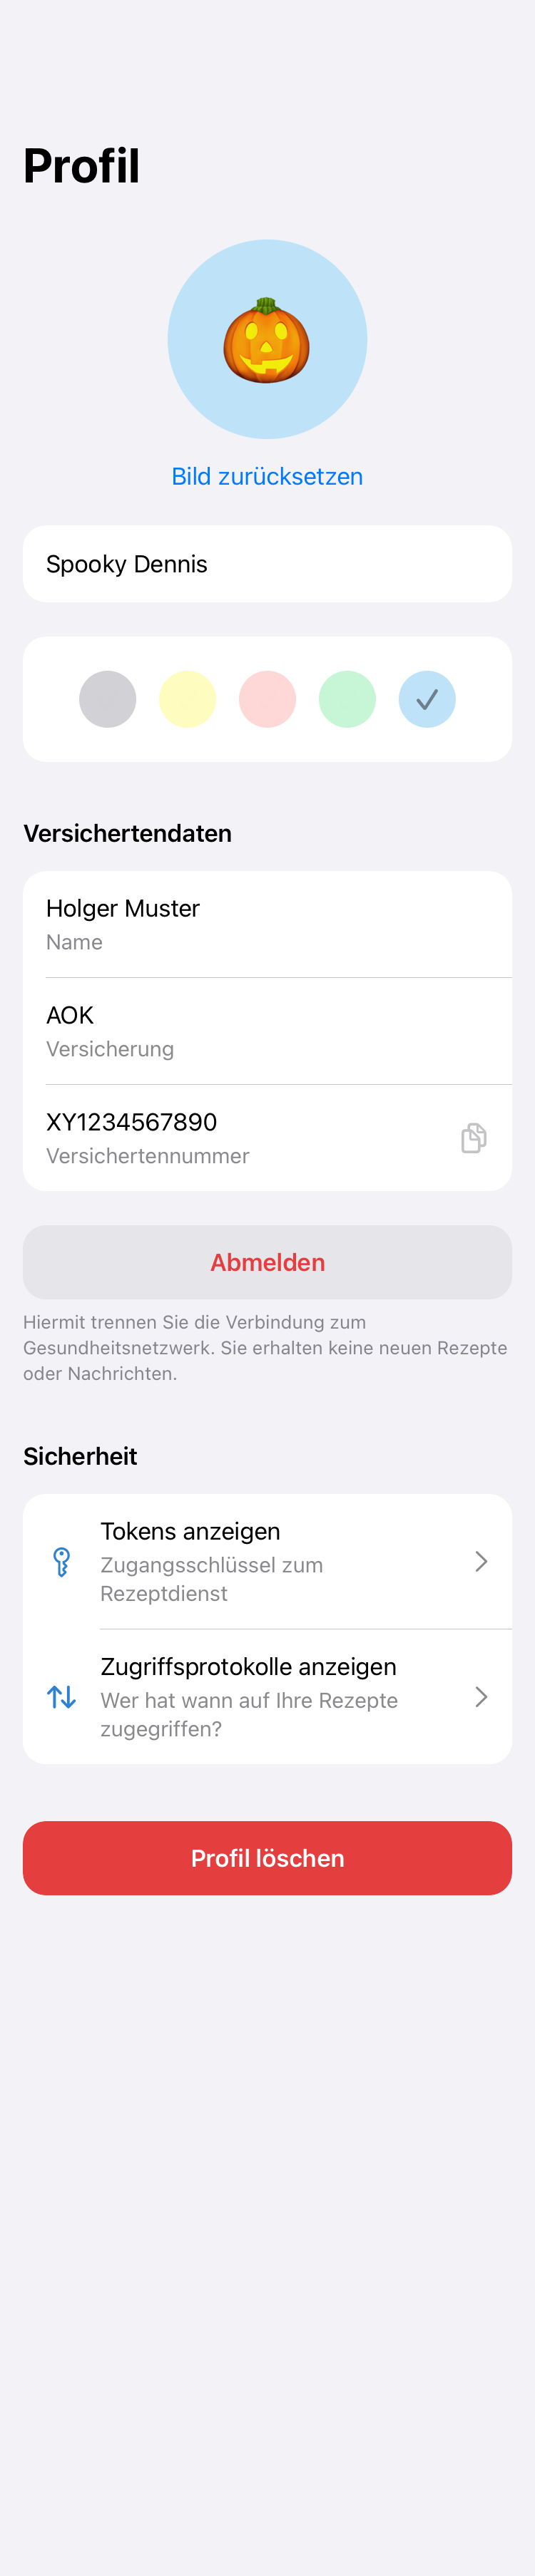 Profil
Bild zurücksetzen
Spooky Dennis
Versichertendaten
Holger Muster
Name
AOK
Versicherung
XY1234567890
Versichertennummer
Abmelden
Hiermit trennen Sie die Verbindung zum
Gesundheitsnetzwerk. Sie erhalten keine neuen Rezepte
oder Nachrichten.
Sicherheit
Tokens anzeigen
Zugangsschlüssel zum
Rezeptdienst
Zugriffsprotokolle anzeigen
Wer hat wann auf Ihre Rezepte
zugegriffen?
Profil löschen